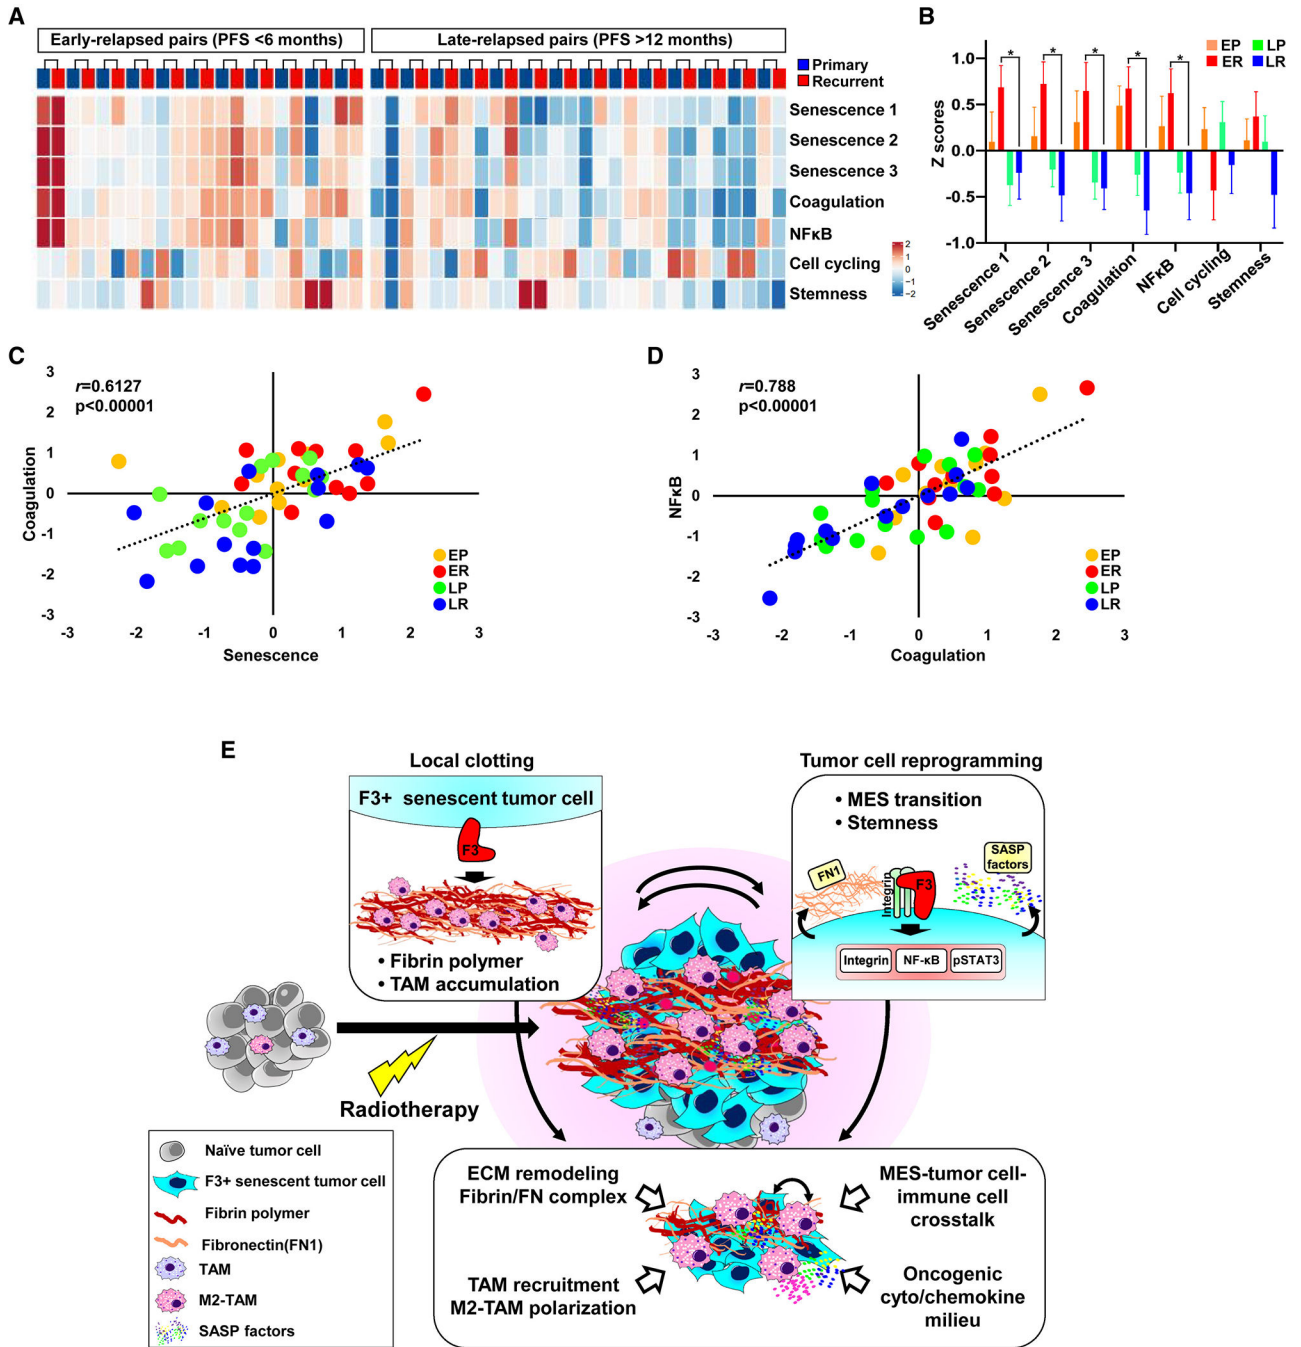 A
Early-relapsed pairs (PFS <6 months)
Late-relapsed pairs (PFS >12 months)
Primary
Recurrent
Senescence 1
Senescence 2
Senescence 3
Coagulation
NFκB
Cell cycling
Stemness
2
1
0
−1
−2
B
EP
LP
ER
LR
Z scores
1.0
0.5
0.0
-0.5
-1.0
* * * * *
Senescence 1
Senescence 2
Senescence 3
Coagulation
NFκB
Cell cycling
Stemness
C
r=0.6127
p<0.00001
Coagulation
3
2
1
0
-1
-2
-3
-3 -2 -1 0 1 2 3
Senescence
EP
ER
LP
LR
D
r=0.788
p<0.00001
NFκB
3
2
1
0
-1
-2
-3
-3 -2 -1 0 1 2 3
Coagulation
EP
ER
LP
LR
E
Local clotting
F3+ senescent tumor cell
F3
• Fibrin polymer
• TAM accumulation
Tumor cell reprogramming
• MES transition
• Stemness
FN1
Integrin
F3
SASP
factors
Integrin
NF-κB
pSTAT3
Radiotherapy
Naïve tumor cell
F3+ senescent tumor cell
Fibrin polymer
Fibronectin(FN1)
TAM
M2-TAM
SASP factors
ECM remodeling
Fibrin/FN complex
MES-tumor cell-
immune cell
crosstalk
TAM recruitment
M2-TAM polarization
Oncogenic
cyto/chemokine
milieu